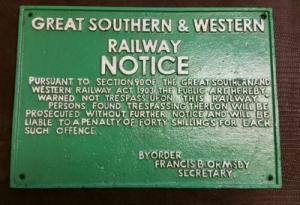 GREAT SOUTHERN & WESTERN
RAILWAY
NOTICE
PURSUANT TO SECTION 90 OF THE GREAT SOUTHERN AND
WESTERN RAILWAY ACT 1903 THE PUBLIC ARE HEREBY
WARNED NOT TRESPASS UPON THIS RAILWAY
PERSONS FOUND TRESPASSING THEREON WILL BE
PROSECUTED WITHOUT FURTHER NOTICE AND WILL BE
LIABLE TO A PENALTY OF FORTY SHILLINGS FOR EACH
SUCH OFFENCE.
BY ORDER
FRANCIS B ORMSBY
SECRETARY.